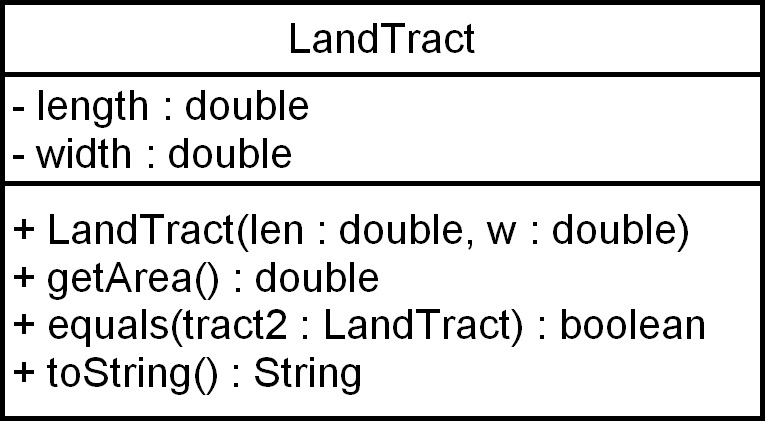 LandTract
- length : double
- width : double
+ LandTract(len : double, w : double)
+ getArea() : double
+ equals(tract2 : LandTract) : boolean
+ toString() : String